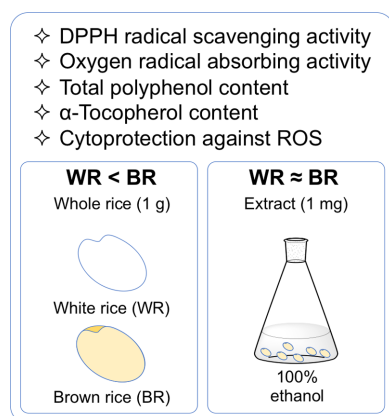 ✧ DPPH radical scavenging activity
✧ Oxygen radical absorbing activity
✧ Total polyphenol content
✧ α-Tocopherol content
✧ Cytoprotection against ROS
WR < BR
Whole rice (1 g)
White rice (WR)
Brown rice (BR)
WR ≈ BR
Extract (1 mg)
100%
ethanol